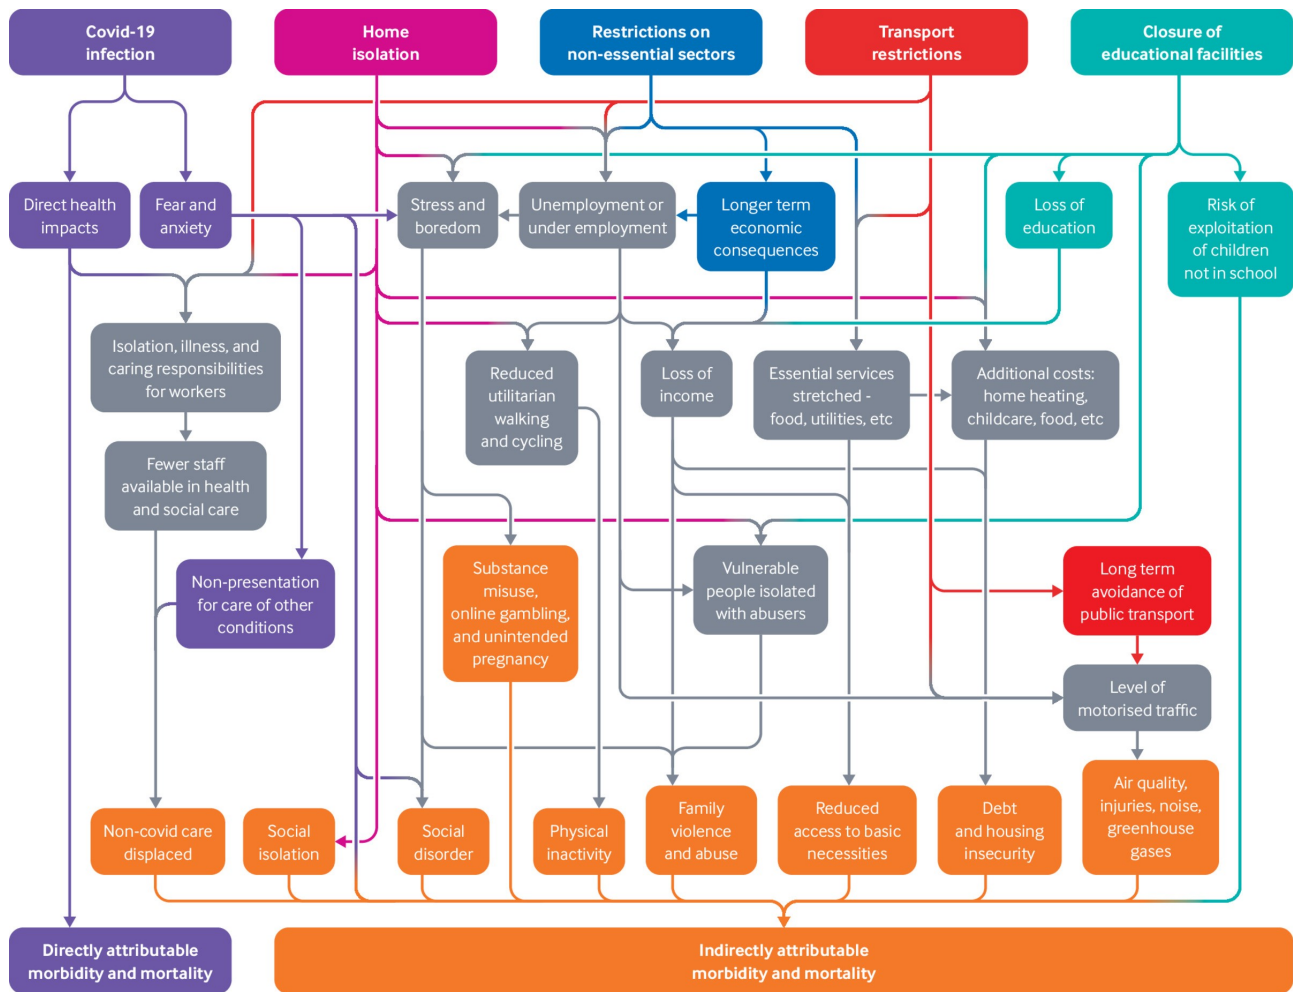 Covid-19
infection
Home
isolation
Restrictions on
non-essential sectors
Transport
restrictions
Closure of
educational facilities
Direct health
impacts
Fear and
anxiety
Stress and
boredom
Unemployment or
under employment
Longer term
economic
consequences
Loss of
education
Risk of
exploitation
of children
not in school
Isolation, illness, and
caring responsibilities
for workers
Reduced
utilitarian
walking
and cycling
Loss of
income
Essential services
stretched -
food, utilities, etc
Additional costs:
home heating,
childcare, food, etc
Fewer staff
available in health
and social care
Non-presentation
for care of other
conditions
Substance
misuse,
online gambling,
and unintended
pregnancy
Vulnerable
people isolated
with abusers
Long term
avoidance of
public transport
Level of
motorised traffic
Non-covid care
displaced
Social
isolation
Social
disorder
Physical
inactivity
Family
violence
and abuse
Reduced
access to basic
necessities
Debt
and housing
insecurity
Air quality,
injuries, noise,
greenhouse
gases
Directly attributable
morbidity and mortality
Indirectly attributable
morbidity and mortality